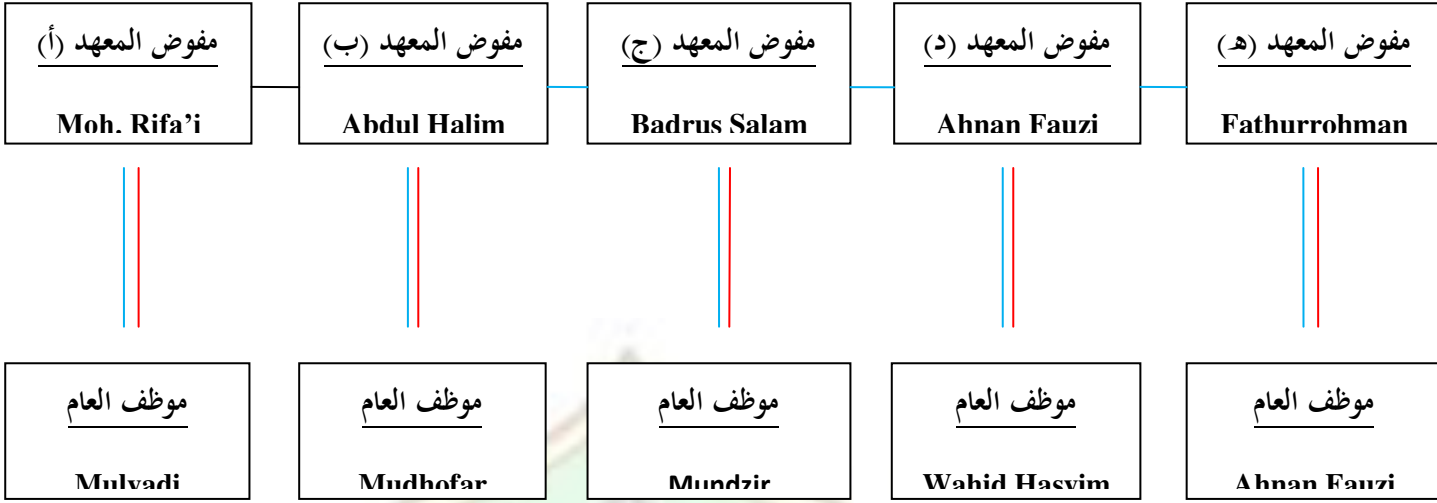 مفوض المعهد (أ)
Moh. Rifa'i
مفوض المعهد (ب)
Abdul Halim
مفوض المعهد (ج)
Badrus Salam
مفوض المعهد (د)
Ahnan Fauzi
مفوض المعهد (هـ)
Fathurrohman
موظف العام
Mulyadi
موظف العام
Mudhofar
موظف العام
Mundzir
موظف العام
Wahid Hasyim
موظف العام
Ahnan Fauzi